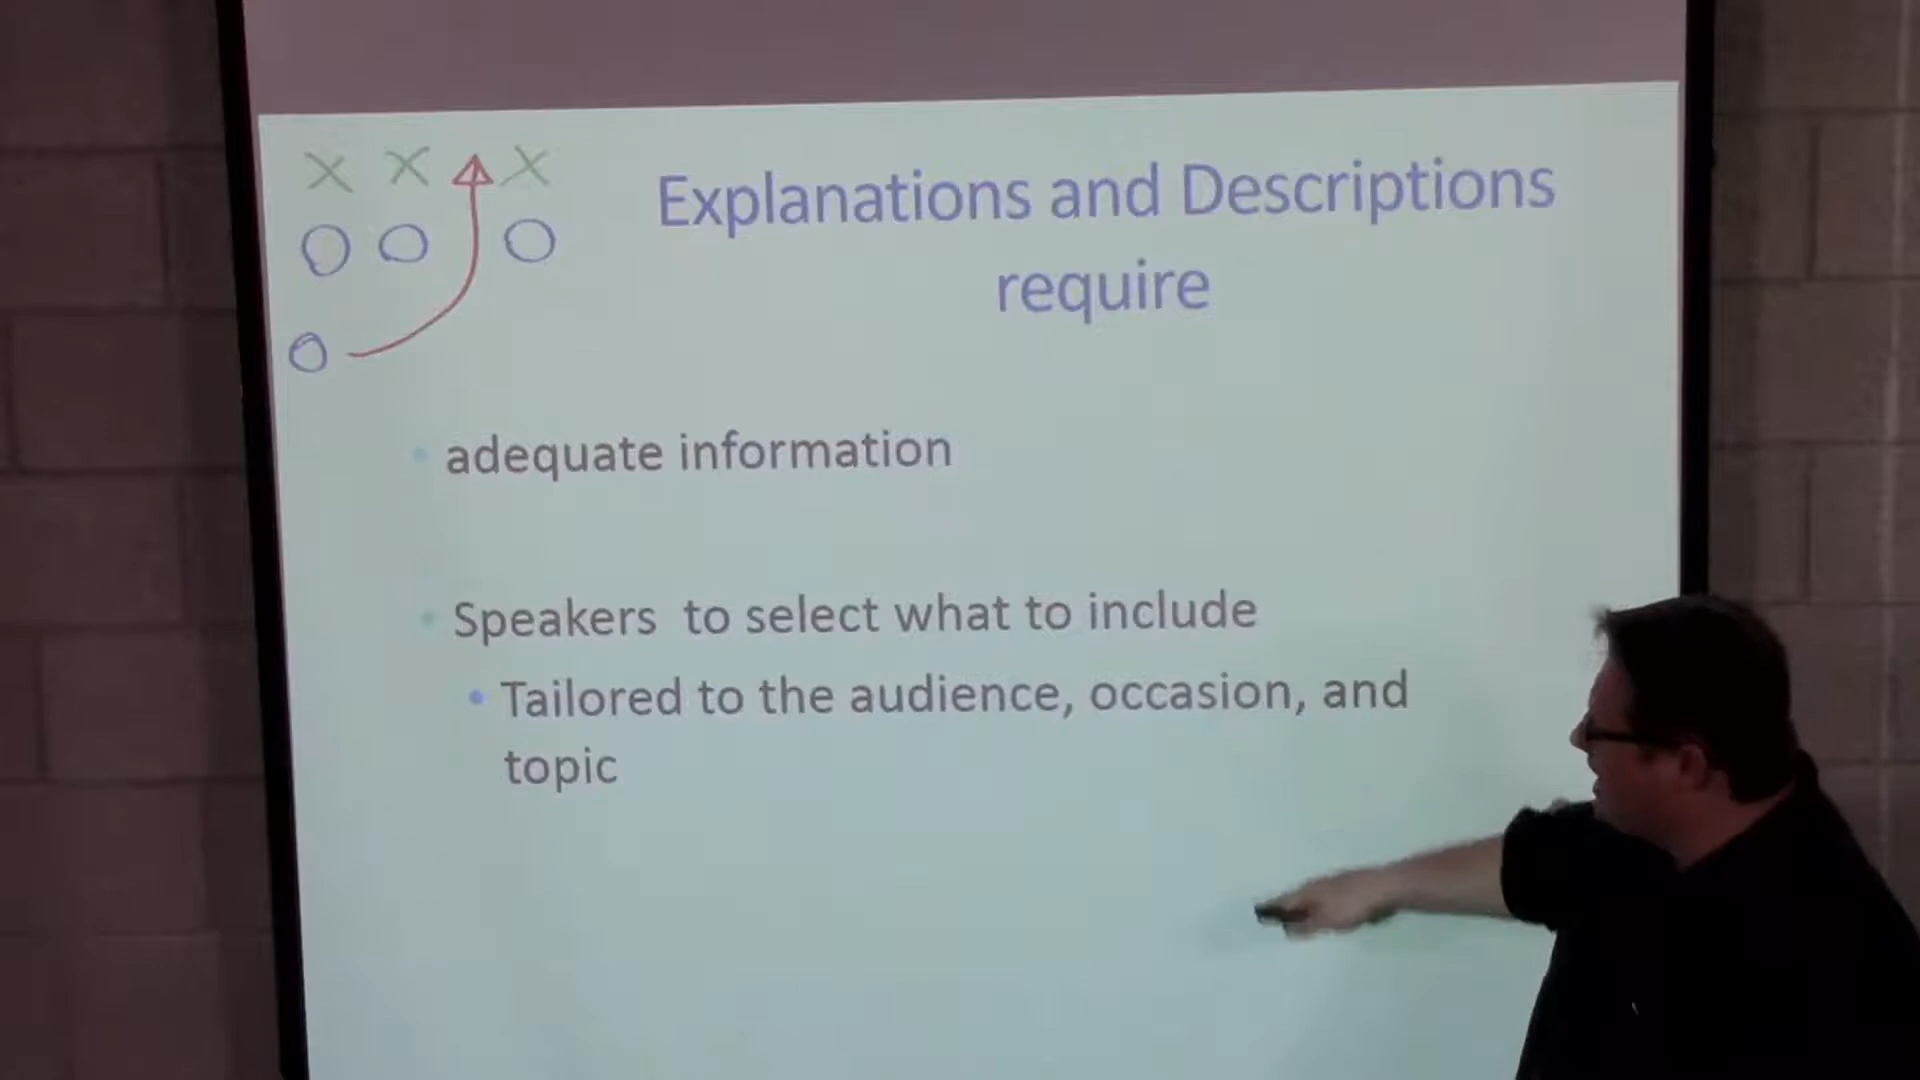 Explanations and Descriptions
require
adequate information
Speakers to select what to include
Tailored to the audience, occasion, and
topic